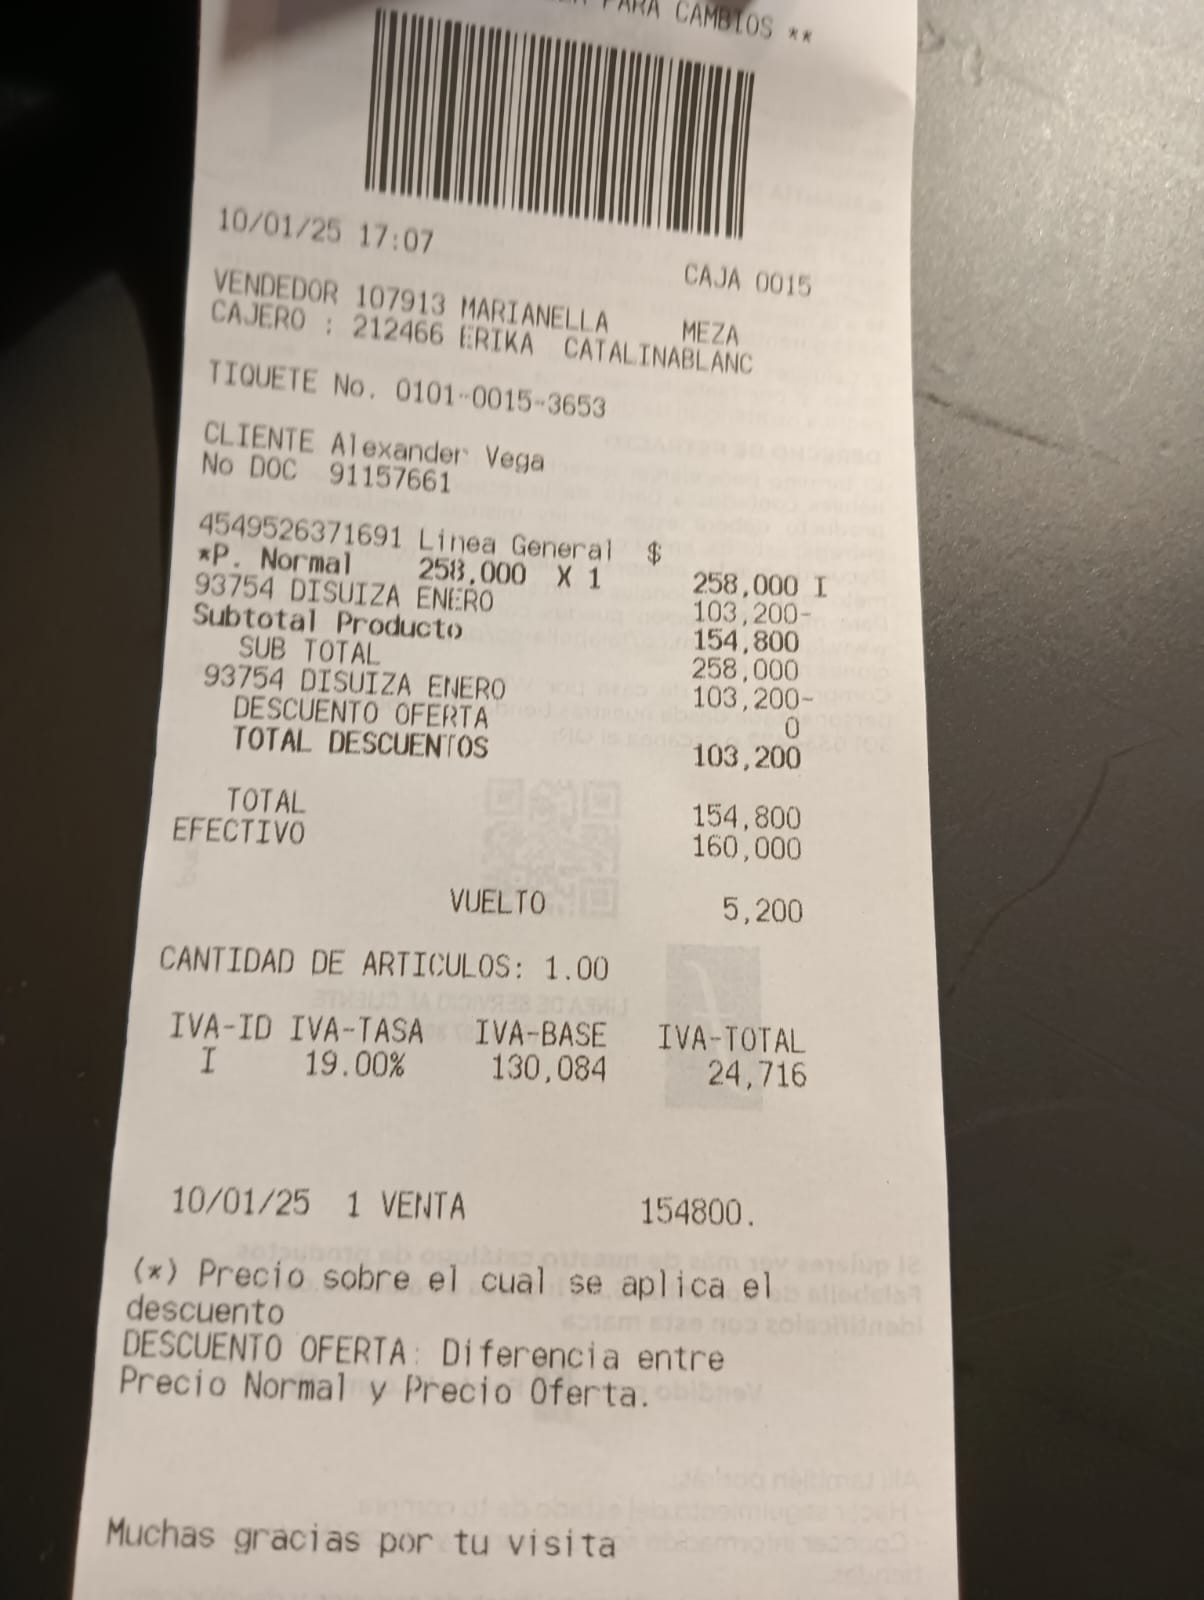 PARA CAMBIOS **
10/01/25 17:07
CAJA 0015
VENDEDOR 107913 MARIANELLA MEZA
CAJERO : 212466 ERIKA CATALINABLANC
TIQUETE No. 0101-0015-3653
CLIENTE Alexander Vega
No DOC 91157661
4549526371691 Linea General $
*P. Normal 258,000 X 1 258,000 I
93754 DISUIZA ENERO 103,200-
Subtotal Producto 154,800
SUB TOTAL 258,000
93754 DISUIZA ENERO 103,200-
DESCUENTO OFERTA 0
TOTAL DESCUENTOS 103,200
TOTAL 154,800
EFECTIVO 160,000
VUELTO 5,200
CANTIDAD DE ARTICULOS: 1.00
IVA-ID IVA-TASA IVA-BASE IVA-TOTAL
I 19.00% 130,084 24,716
10/01/25 1 VENTA 154800.
(*) Precio sobre el cual se aplica el
descuento
DESCUENTO OFERTA: Diferencia entre
Precio Normal y Precio Oferta.
Muchas gracias por tu visita